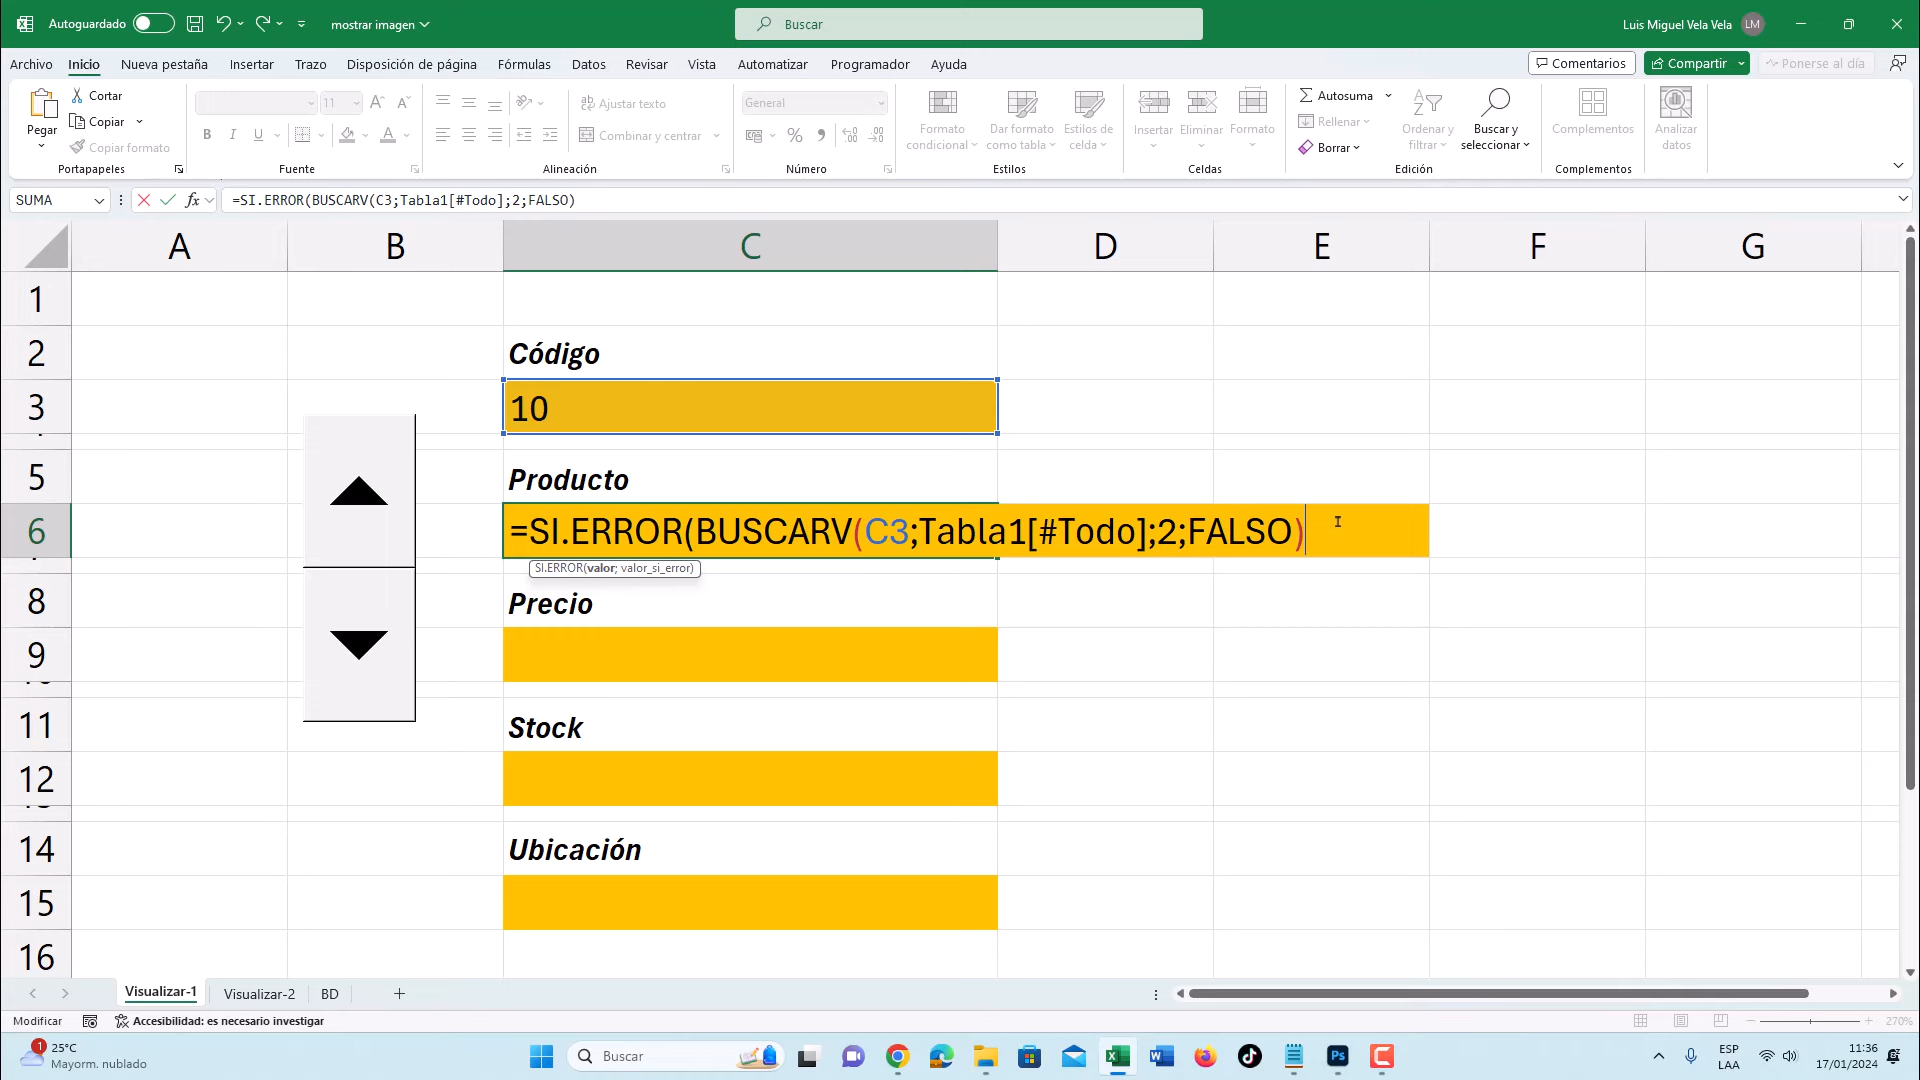 Autoguardado
mostrar imagen
Buscar
Luis Miguel Vela Vela
LM
Archivo
Inicio
Nueva pestaña
Insertar
Trazo
Disposición de página
Fórmulas
Datos
Revisar
Vista
Automatizar
Programador
Ayuda
Comentarios
Compartir
Ponerse al día
Pegar
Cortar
Copiar
Copiar formato
Portapapeles
11
A A
N K S
Fuente
Ajustar texto
Combinar y centrar
Alineación
General
%
Número
Formato condicional
Dar formato como tabla
Estilos de celda
Estilos
Insertar
Eliminar
Formato
Celdas
Autosuma
Rellenar
Borrar
Ordenar y filtrar
Buscar y seleccionar
Edición
Complementos
Complementos
Analizar datos
SUMA
fx
=SI.ERROR(BUSCARV(C3;Tabla1[#Todo];2;FALSO)
A B C D E F G
1
2 Código
3 10
5 Producto
6 =SI.ERROR(BUSCARV(C3;Tabla1[#Todo];2;FALSO)
SI.ERROR(valor; valor_si_error)
8 Precio
9
11 Stock
12
14 Ubicación
15
16
Visualizar-1
Visualizar-2
BD
Modificar
Accesibilidad: es necesario investigar
270%
1
25°C
Mayorm. nublado
Buscar
ESP
LAA
11:36
17/01/2024